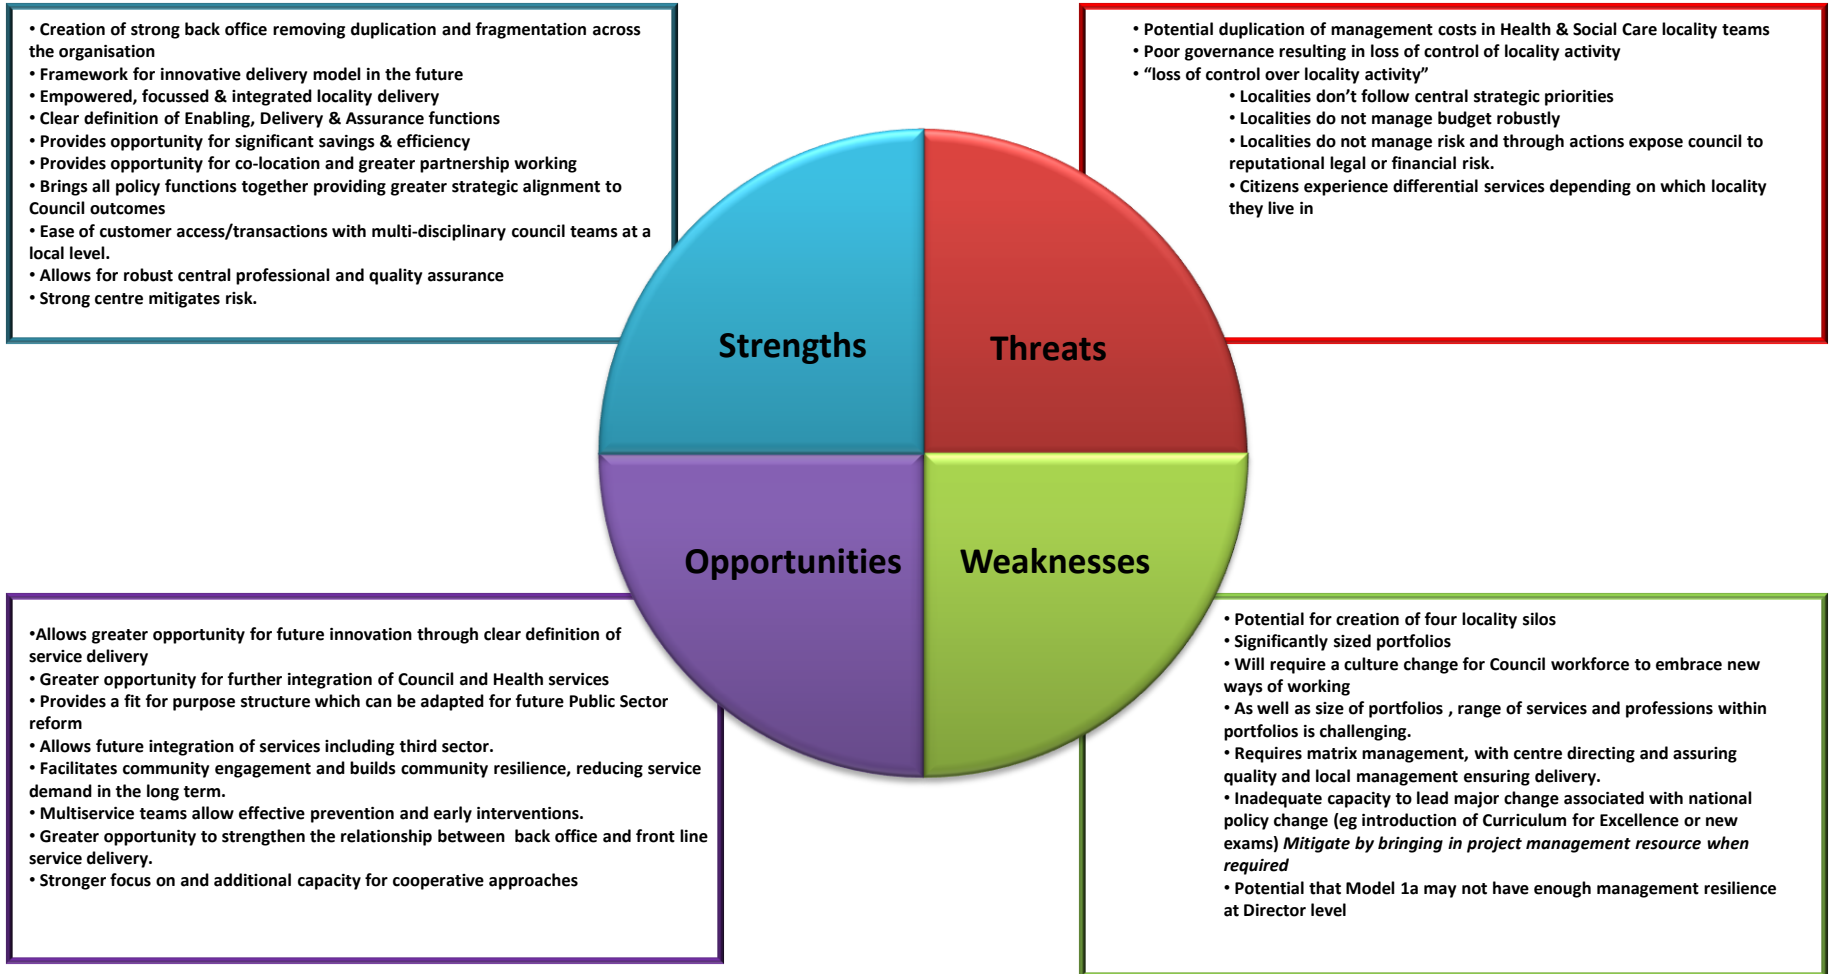 • Creation of strong back office removing duplication and fragmentation across
the organisation
• Framework for innovative delivery model in the future
• Empowered, focussed & integrated locality delivery
• Clear definition of Enabling, Delivery & Assurance functions
• Provides opportunity for significant savings & efficiency
• Provides opportunity for co-location and greater partnership working
• Brings all policy functions together providing greater strategic alignment to
Council outcomes
• Ease of customer access/transactions with multi-disciplinary council teams at a
local level.
• Allows for robust central professional and quality assurance
• Strong centre mitigates risk.
• Potential duplication of management costs in Health & Social Care locality teams
• Poor governance resulting in loss of control of locality activity
• “loss of control over locality activity”
• Localities don’t follow central strategic priorities
• Localities do not manage budget robustly
• Localities do not manage risk and through actions expose council to
reputational legal or financial risk.
• Citizens experience differential services depending on which locality
they live in
Strengths
Threats
Opportunities
Weaknesses
•Allows greater opportunity for future innovation through clear definition of
service delivery
• Greater opportunity for further integration of Council and Health services
• Provides a fit for purpose structure which can be adapted for future Public Sector
reform
• Allows future integration of services including third sector.
• Facilitates community engagement and builds community resilience, reducing service
demand in the long term.
• Multiservice teams allow effective prevention and early interventions.
• Greater opportunity to strengthen the relationship between back office and front line
service delivery.
• Stronger focus on and additional capacity for cooperative approaches
• Potential for creation of four locality silos
• Significantly sized portfolios
• Will require a culture change for Council workforce to embrace new
ways of working
• As well as size of portfolios , range of services and professions within
portfolios is challenging.
• Requires matrix management, with centre directing and assuring
quality and local management ensuring delivery.
• Inadequate capacity to lead major change associated with national
policy change (eg introduction of Curriculum for Excellence or new
exams) Mitigate by bringing in project management resource when
required
• Potential that Model 1a may not have enough management resilience
at Director level